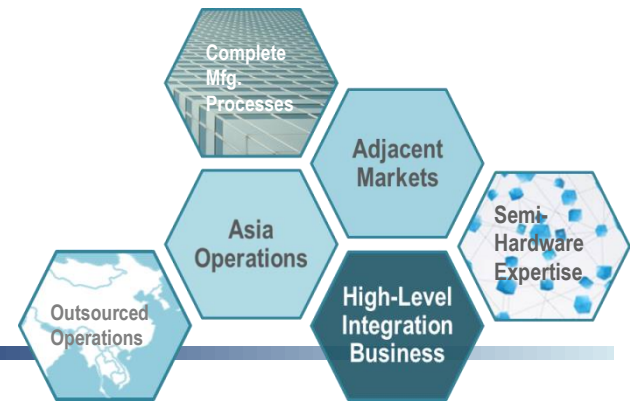 Complete
Mfg.
Processes
Adjacent
Markets
Semi-
Hardware
Expertise
Asia
Operations
High-Level
Integration
Business
Outsourced
Operations